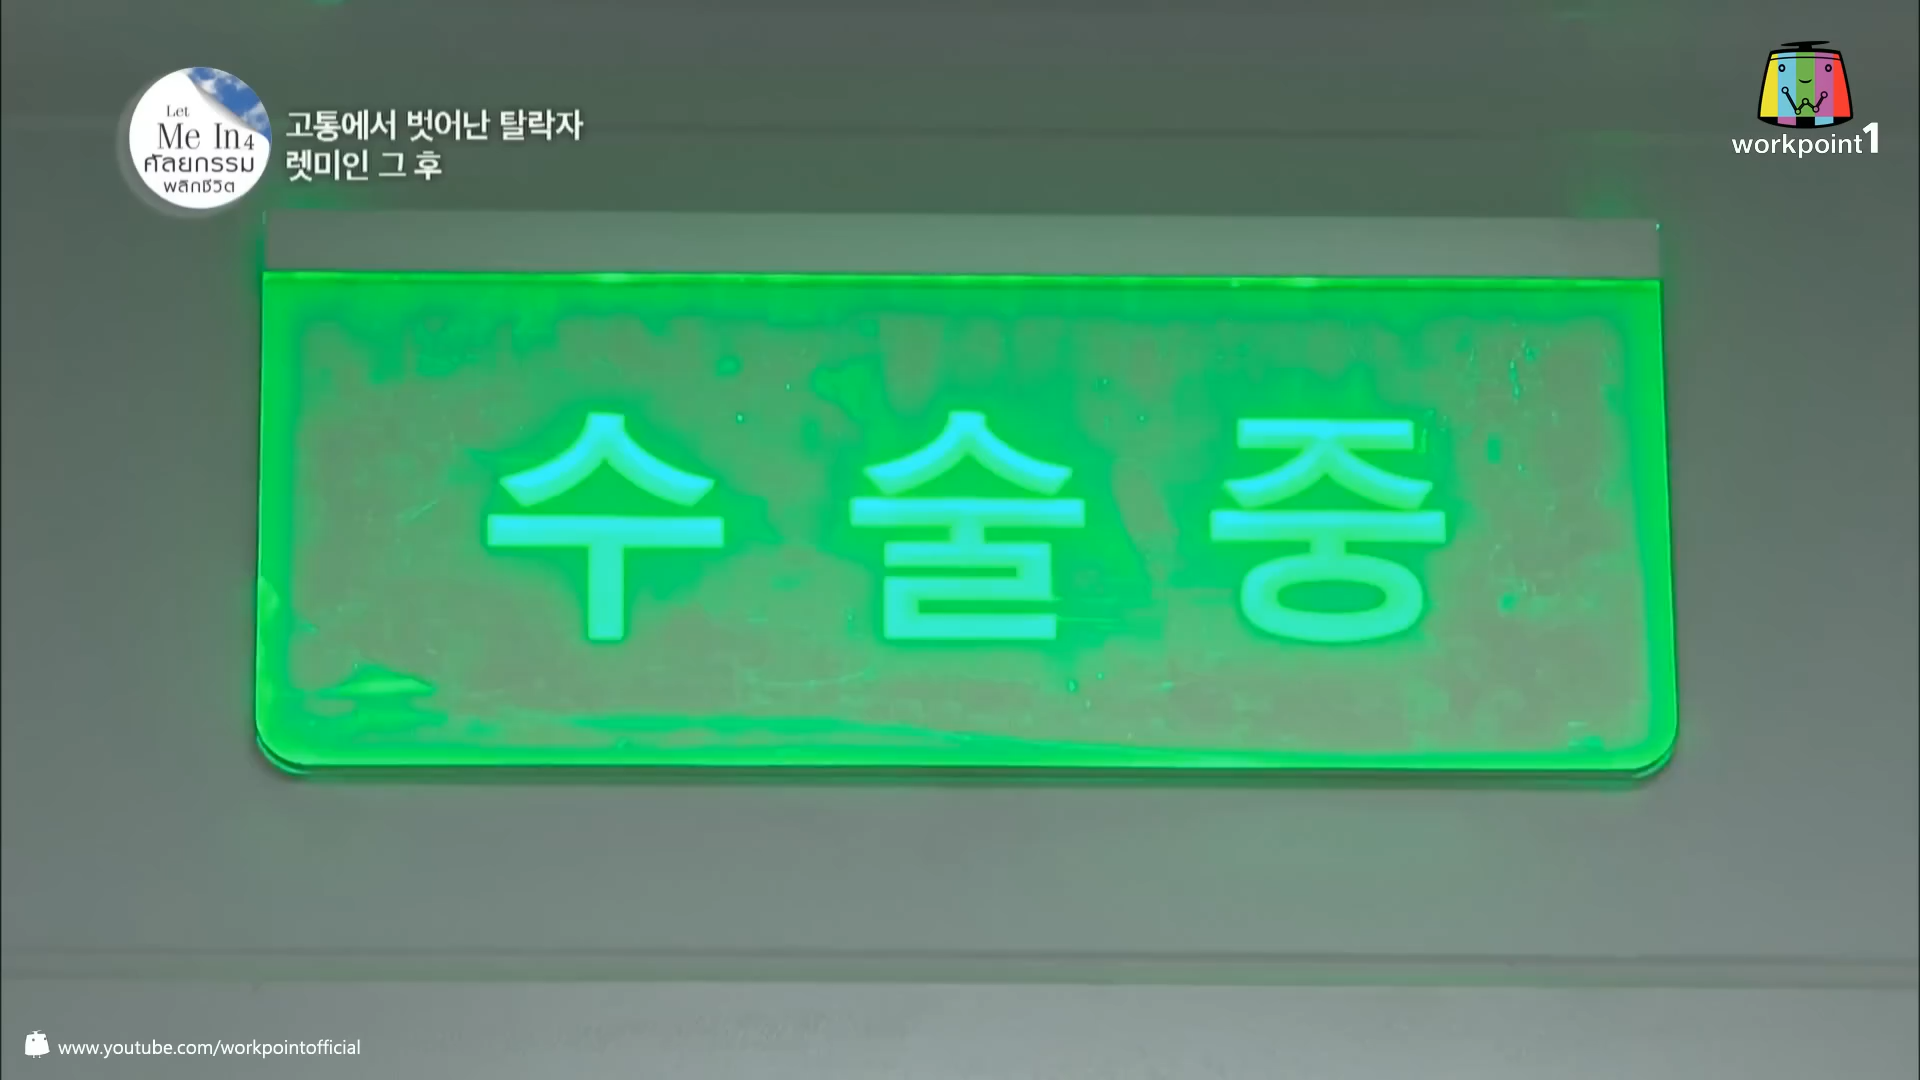 Let
Me In4
ศัลยกรรม
พลิกชีวิต
고통에서 벗어난 탈락자
렛미인 그 후
workpoint1
수술중
www.youtube.com/workpointofficial